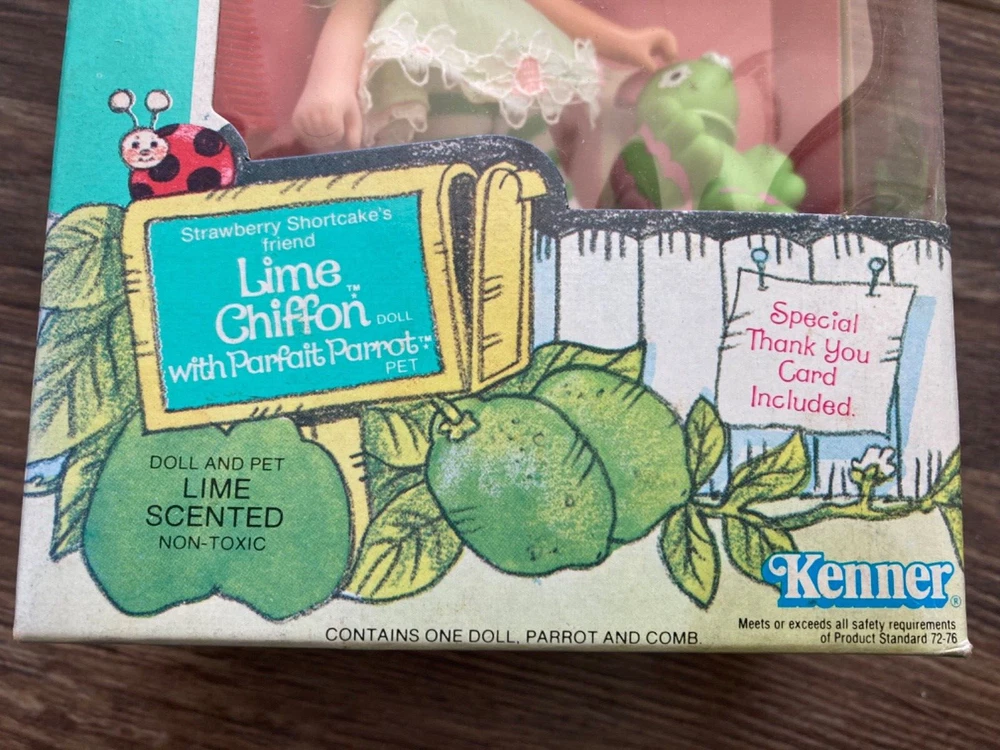 Strawberry Shortcake's
friend
Lime
Chiffon™ DOLL
with Parfait Parrot™
PET
Special
Thank You
Card
Included.
DOLL AND PET
LIME
SCENTED
NON-TOXIC
Kenner®
CONTAINS ONE DOLL, PARROT AND COMB.
Meets or exceeds all safety requirements
of Product Standard 72-76